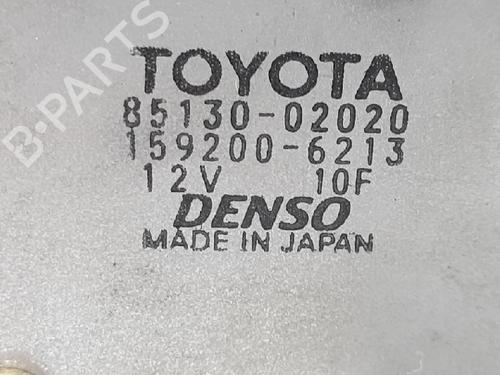 B-PARTS
TOYOTA
85130-02020
159200-6213
12V 10F
DENSO
MADE IN JAPAN